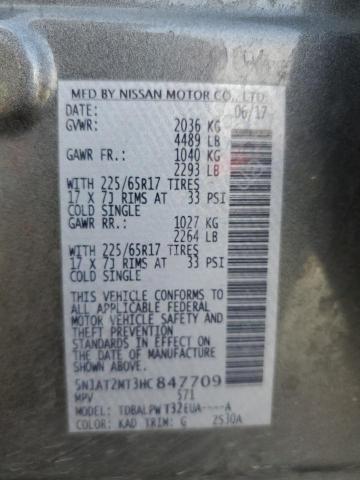 MFD BY NISSAN MOTOR CO., LTD.
DATE: 06/17
GVWR: 2036 KG
4489 LB
GAWR FR.: 1040 KG
2293 LB
WITH 225/65R17 TIRES
17 X 7J RIMS AT 33 PSI
COLD SINGLE
GAWR RR.: 1027 KG
2264 LB
WITH 225/65R17 TIRES
17 X 7J RIMS AT 33 PSI
COLD SINGLE
THIS VEHICLE CONFORMS TO
ALL APPLICABLE FEDERAL
MOTOR VEHICLE SAFETY AND
THEFT PREVENTION
STANDARDS IN EFFECT ON
THE DATE OF MANUFACTURE
SHOWN ABOVE.
5N1AT2MT3HC847709
MPV 571
MODEL: TDBALPWT32EUA----A
COLOR: KAD TRIM: G 2530A